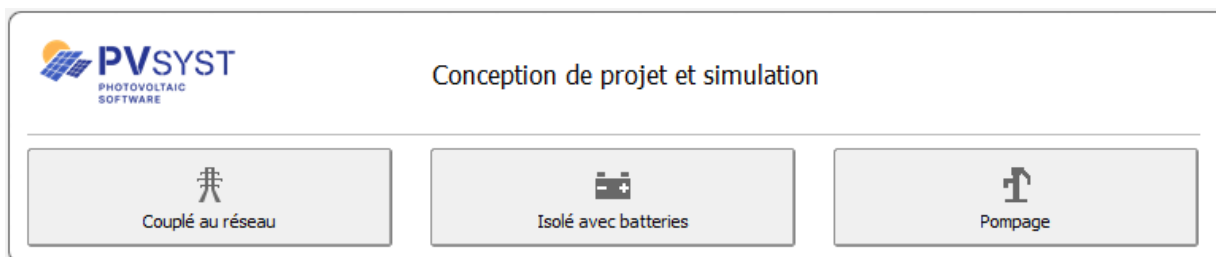 PVSYST
PHOTOVOLTAIC
SOFTWARE
Conception de projet et simulation
Couplé au réseau
Isolé avec batteries
Pompage